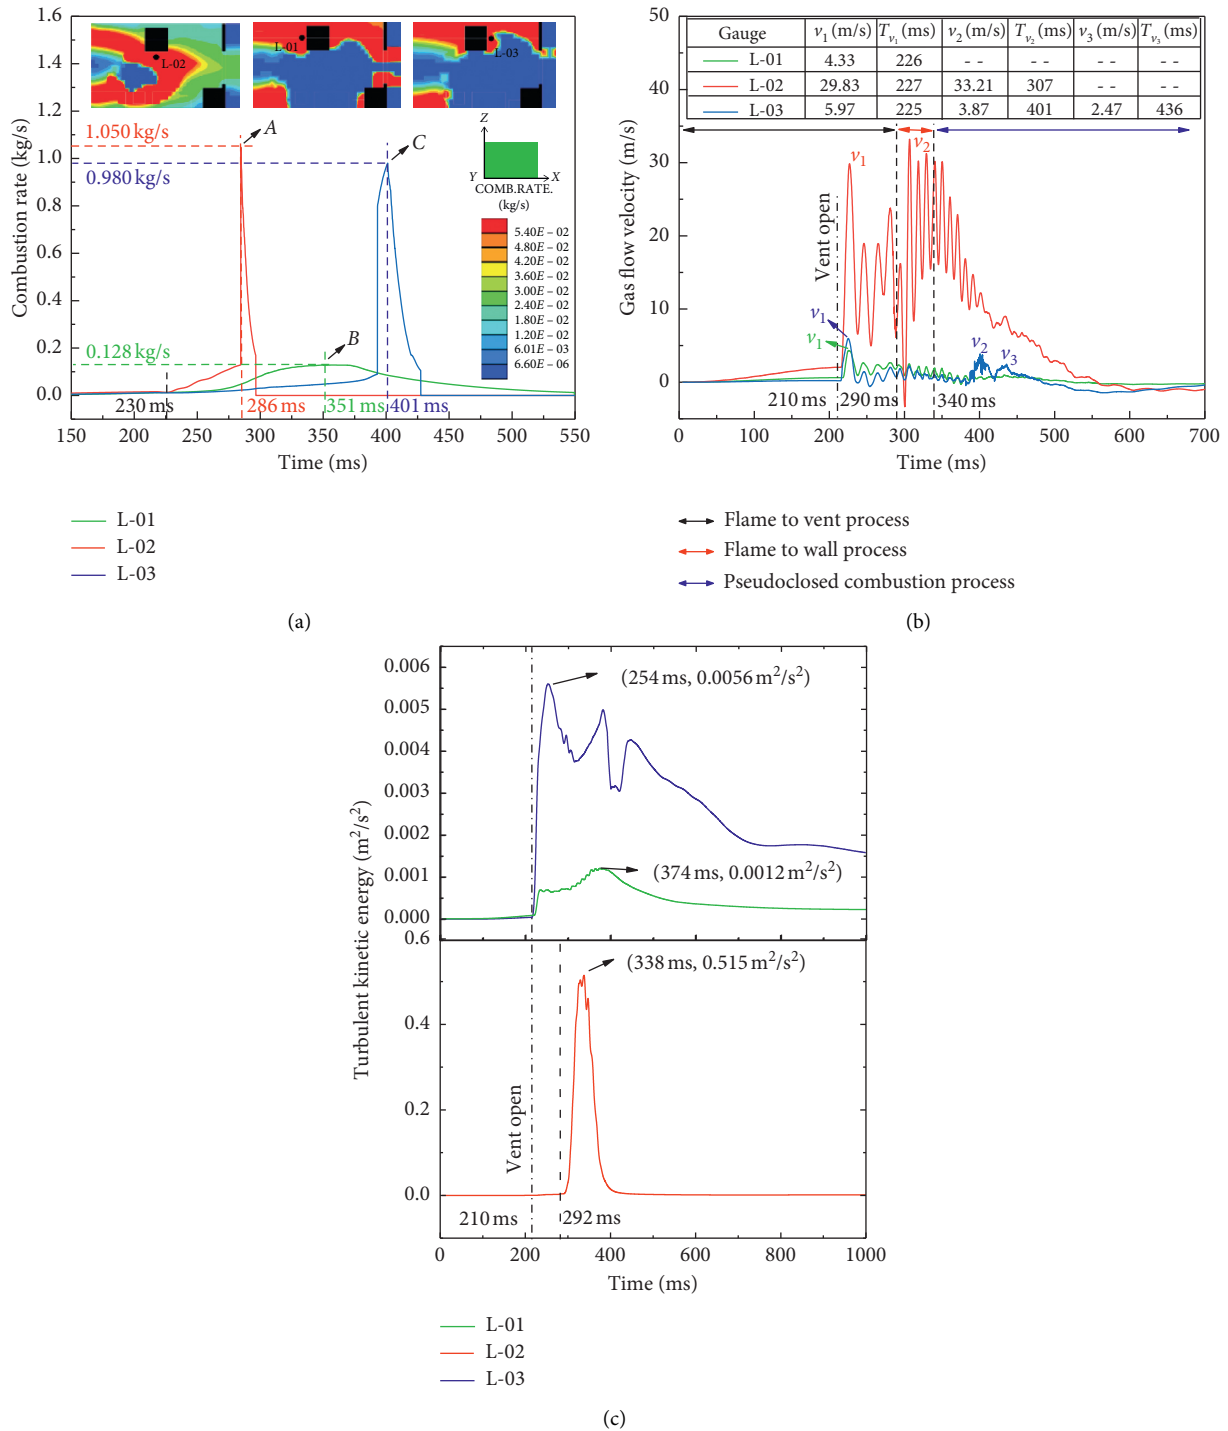 1.6
1.4
1.2
1.0
0.8
0.6
0.4
0.2
0.0
Combustion rate (kg/s)
L-02
L-01
L-03
1.050 kg/s
0.980 kg/s
0.128 kg/s
A
B
C
Z
Y
X
COMB.RATE.
(kg/s)
5.40E – 02
4.80E – 02
4.20E – 02
3.60E – 02
3.00E – 02
2.40E – 02
1.80E – 02
1.20E – 02
6.01E – 03
6.60E – 06
230 ms
286 ms
351 ms
401 ms
150 200 250 300 350 400 450 500 550
Time (ms)
L-01
L-02
L-03
(a)
50
40
30
20
10
0
Gas flow velocity (m/s)
Gauge v1 (m/s) Tv1 (ms) v2 (m/s) Tv2 (ms) v3 (m/s) Tv3 (ms)
L-01 4.33 226 - - - - - - - -
L-02 29.83 227 33.21 307 - - - -
L-03 5.97 225 3.87 401 2.47 436
Vent open
v1
v2
v1
v1
v2
v3
210 ms
290 ms
340 ms
0 100 200 300 400 500 600 700
Time (ms)
Flame to vent process
Flame to wall process
Pseudoclosed combustion process
(b)
0.006
0.005
0.004
0.003
0.002
0.001
0.000
0.6
0.4
0.2
0.0
Turbulent kinetic energy (m²/s²)
(254 ms, 0.0056 m²/s²)
(374 ms, 0.0012 m²/s²)
(338 ms, 0.515 m²/s²)
Vent open
210 ms
292 ms
0 200 400 600 800 1000
Time (ms)
L-01
L-02
L-03
(c)